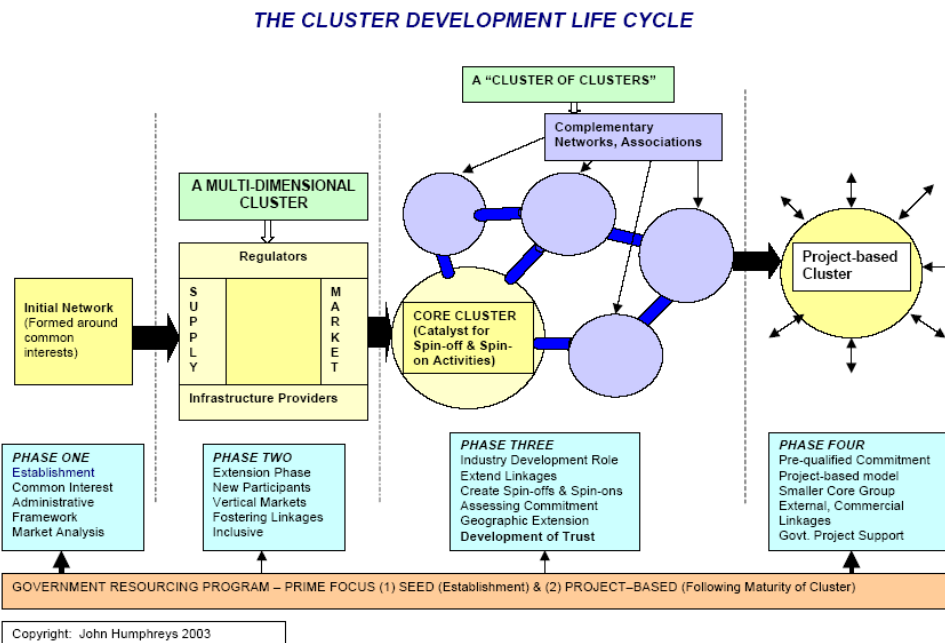 THE CLUSTER DEVELOPMENT LIFE CYCLE
A “CLUSTER OF CLUSTERS”
Complementary
Networks, Associations
A MULTI-DIMENSIONAL
CLUSTER
Regulators
SUPPLY
MARKET
Infrastructure Providers
Initial Network
(Formed around
common
interests)
CORE CLUSTER
(Catalyst for
Spin-off & Spin-
on Activities)
Project-based
Cluster
PHASE ONE
Establishment
Common Interest
Administrative
Framework
Market Analysis
PHASE TWO
Extension Phase
New Participants
Vertical Markets
Fostering Linkages
Inclusive
PHASE THREE
Industry Development Role
Extend Linkages
Create Spin-offs & Spin-ons
Assessing Commitment
Geographic Extension
Development of Trust
PHASE FOUR
Pre-qualified Commitment
Project-based model
Smaller Core Group
External, Commercial
Linkages
Govt. Project Support
GOVERNMENT RESOURCING PROGRAM – PRIME FOCUS (1) SEED (Establishment) & (2) PROJECT–BASED (Following Maturity of Cluster)
Copyright: John Humphreys 2003